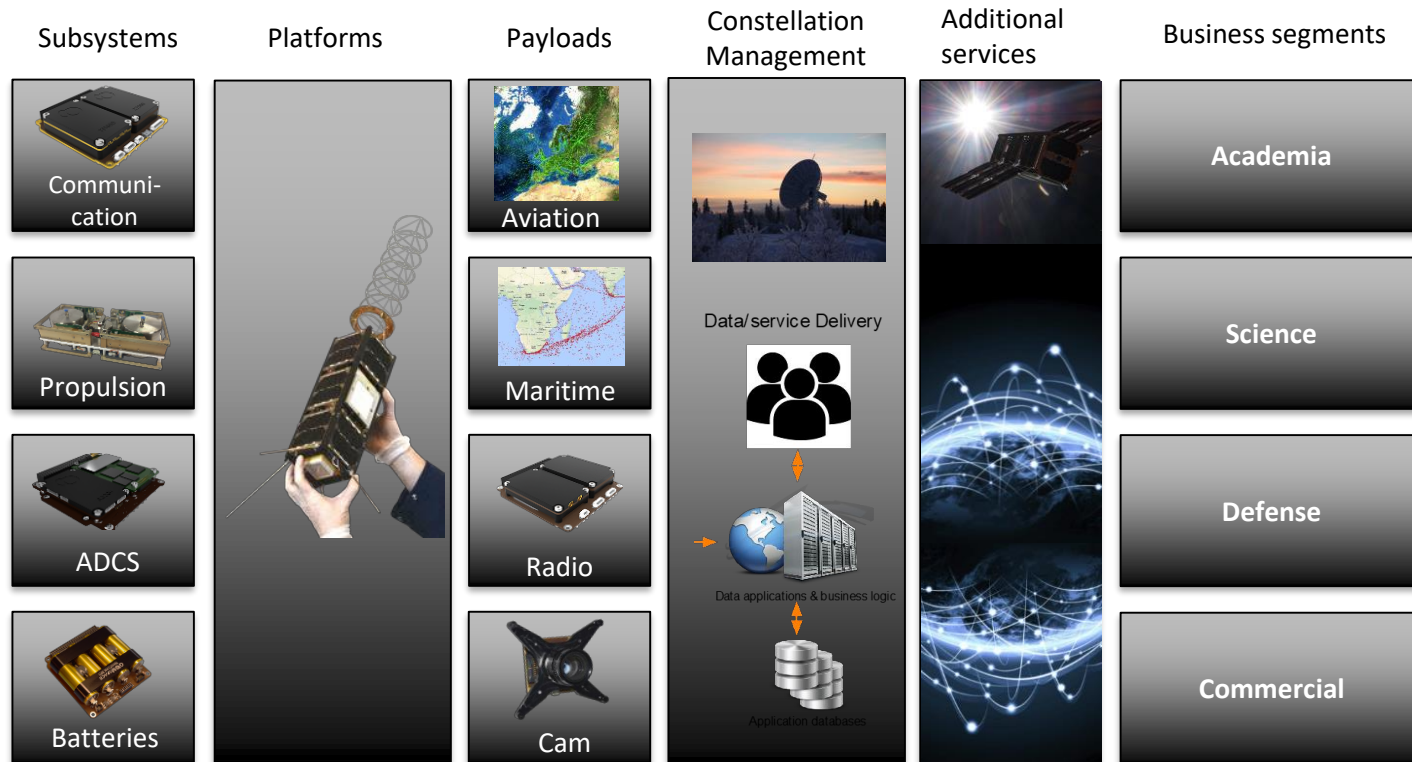 Subsystems
Platforms
Payloads
Constellation
Management
Additional
services
Business segments
Communi-
cation
Propulsion
ADCS
Batteries
Aviation
Maritime
Radio
Cam
Data/service Delivery
Data applications & business logic
Application databases
Academia
Science
Defense
Commercial